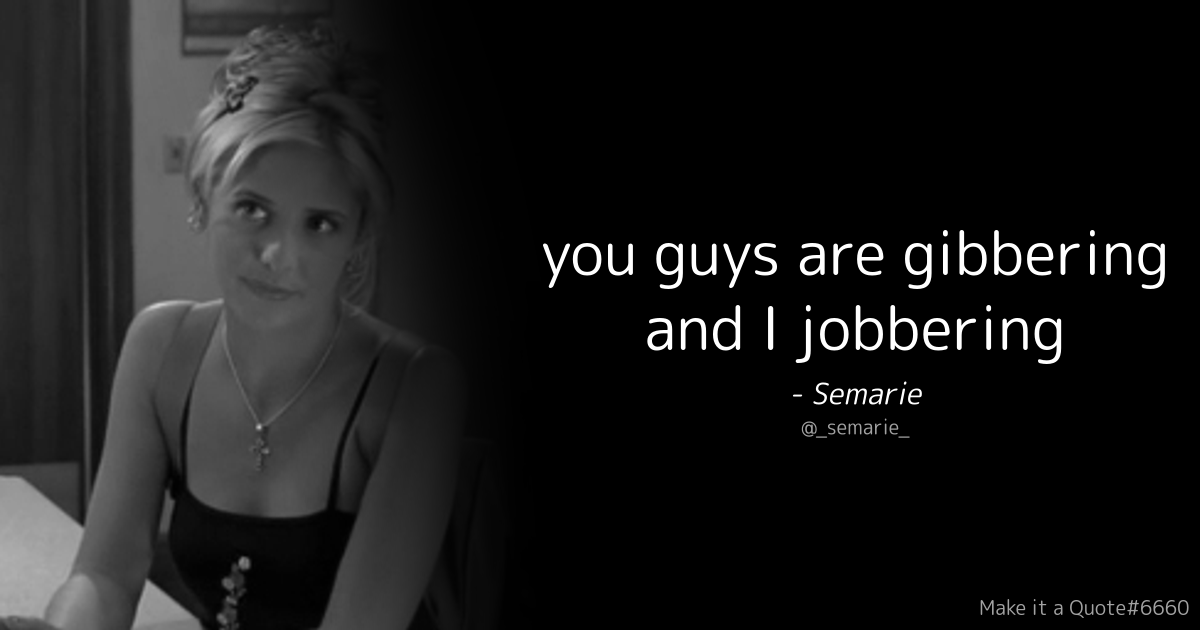 you guys are gibbering
and I jobbering
- Semarie
@_semarie_
Make it a Quote#6660